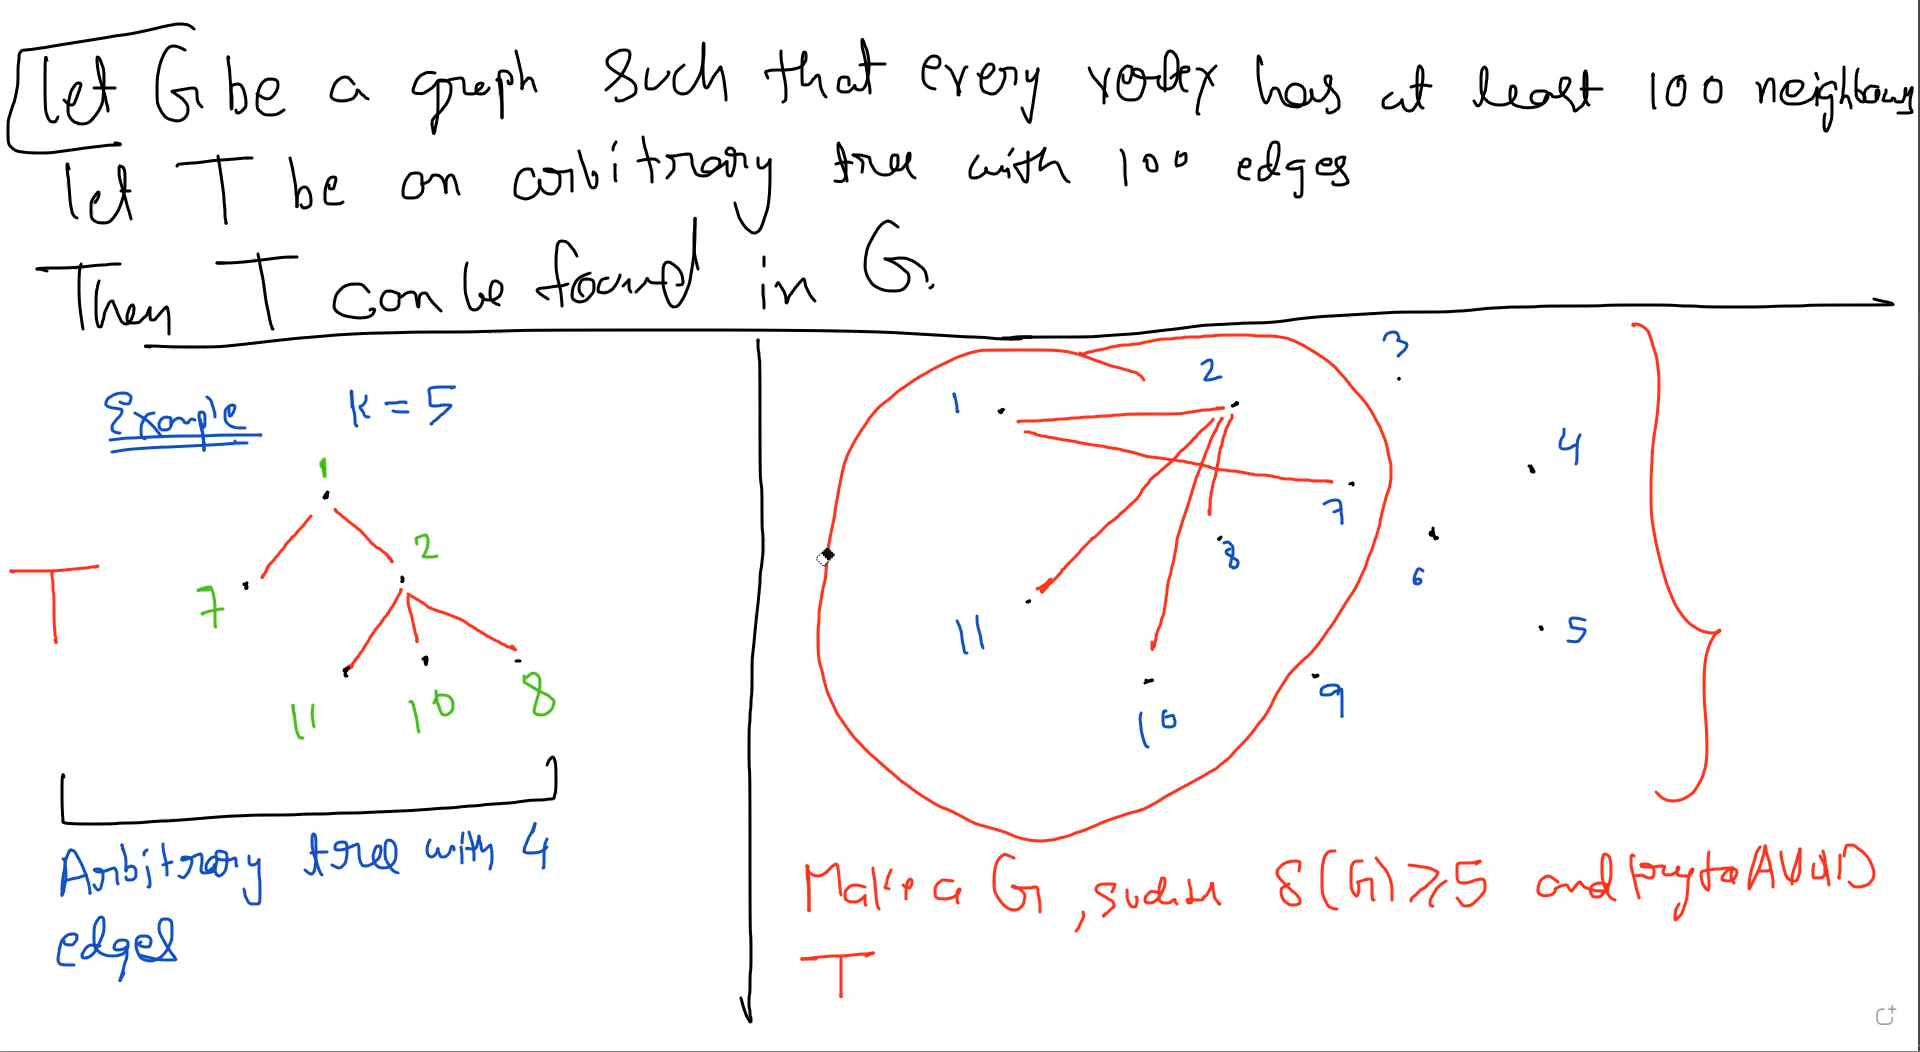 Let G be a graph such that every vertex has at least 100 neighbours
Let T be an arbitrary tree with 100 edges
Then T can be found in G.
Example K = 5
1
2
7
T
11 10 8
Arbitrary tree with 4
edges
3
1 2
4
7
8
6
11
5
9
10
Make a G, such that δ(G) ≥ 5 and try to AVOID
T